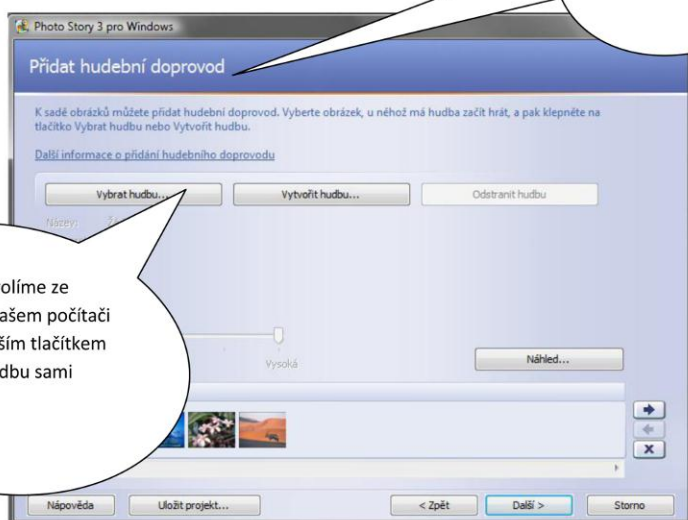 Photo Story 3 pro Windows
Přidat hudební doprovod
K sadě obrázků můžete přidat hudební doprovod. Vyberte obrázek, u něhož má hudba začít hrát, a pak klepněte na
tlačítko Vybrat hudbu nebo Vytvořit hudbu.
Další informace o přidání hudebního doprovodu
Vybrat hudbu... Vytvořit hudbu... Odstranit hudbu
Název:
olíme ze
ašem počítači
ším tlačítkem
dbu sami
Vysoká
Náhled...
Nápověda Uložit projekt... < Zpět Další > Storno